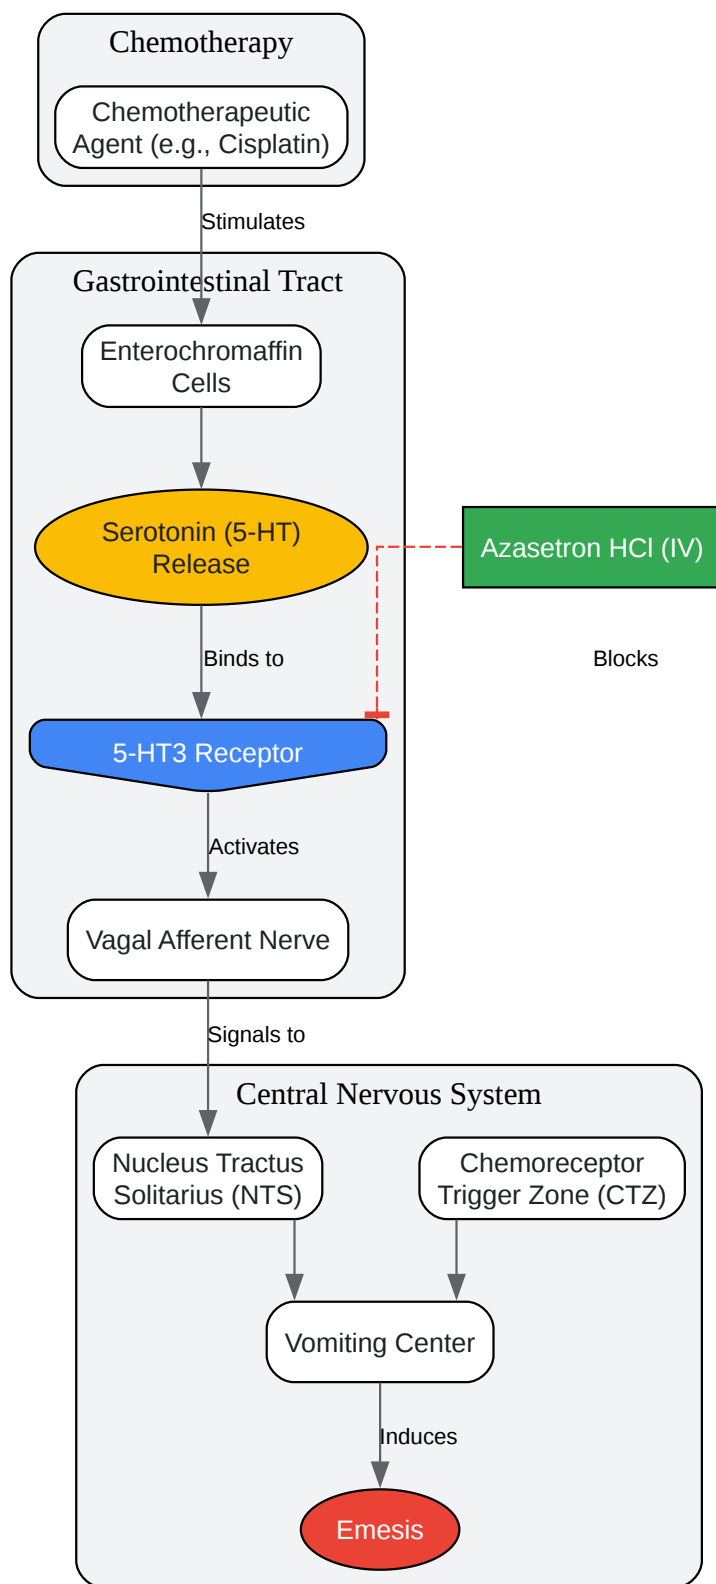 Chemotherapy
Chemotherapeutic
Agent (e.g., Cisplatin)
Stimulates
Gastrointestinal Tract
Enterochromaffin
Cells
Serotonin (5-HT)
Release
Azasetron HCl (IV)
Binds to
Blocks
5-HT3 Receptor
Activates
Vagal Afferent Nerve
Signals to
Central Nervous System
Nucleus Tractus
Solitarius (NTS)
Chemoreceptor
Trigger Zone (CTZ)
Vomiting Center
Induces
Emesis